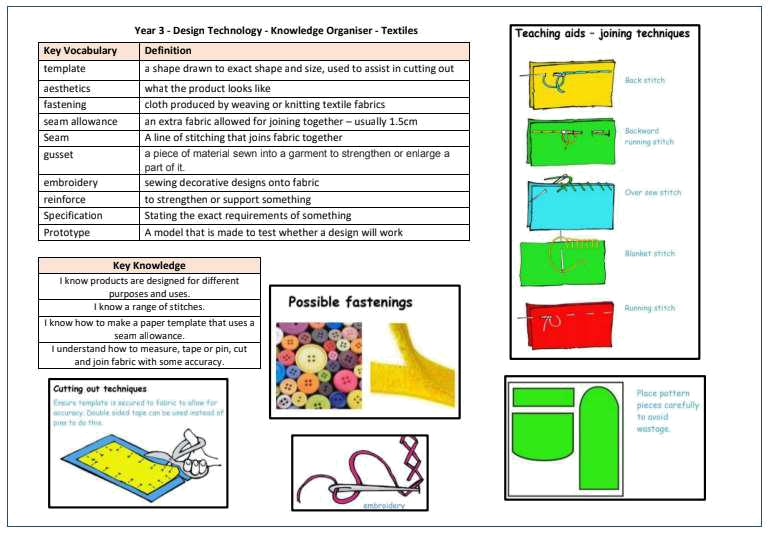 Year 3 - Design Technology - Knowledge Organiser - Textiles
Key Vocabulary Definition
template a shape drawn to exact shape and size, used to assist in cutting out
aesthetics what the product looks like
fastening cloth produced by weaving or knitting textile fabrics
seam allowance an extra fabric allowed for joining together – usually 1.5cm
Seam A line of stitching that joins fabric together
gusset a piece of material sewn into a garment to strengthen or enlarge a
part of it.
embroidery sewing decorative designs onto fabric
reinforce to strengthen or support something
Specification Stating the exact requirements of something
Prototype A model that is made to test whether a design will work
Key Knowledge
I know products are designed for different
purposes and uses.
I know a range of stitches.
I know how to make a paper template that uses a
seam allowance.
I understand how to measure, tape or pin, cut
and join fabric with some accuracy.
Cutting out techniques
Ensure template is secured to fabric to allow for
accuracy. Double sided tape can be used instead of
pins to do this.
Possible fastenings
embroidery
Teaching aids – joining techniques
Back stitch
Backward
running stitch
Over sew stitch
Blanket stitch
Running stitch
Place pattern
pieces carefully
to avoid
wastage.